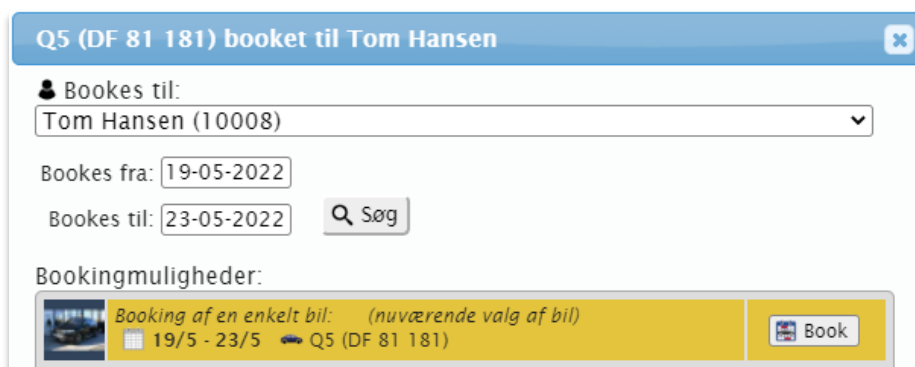 Q5 (DF 81 181) booket til Tom Hansen
Bookes til:
Tom Hansen (10008)
Bookes fra: 19-05-2022
Bookes til: 23-05-2022 Søg
Bookingmuligheder:
Booking af en enkelt bil: (nuværende valg af bil)
19/5 - 23/5 Q5 (DF 81 181)
Book